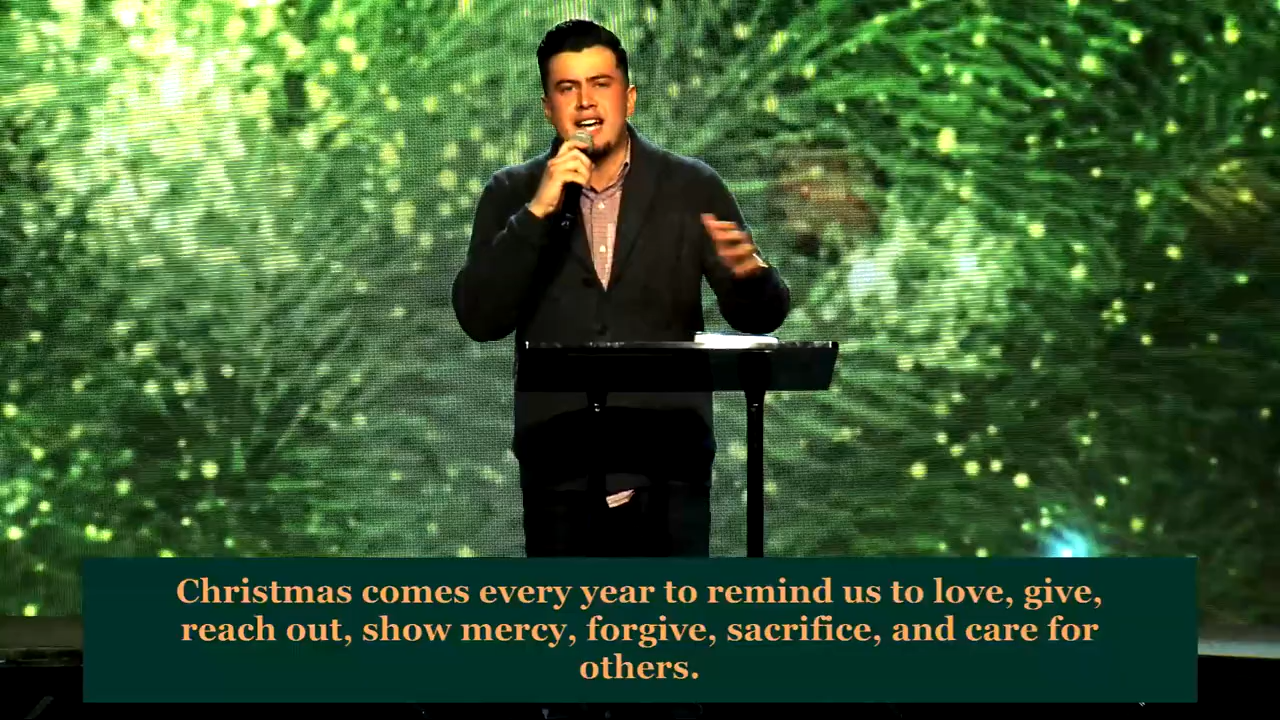 Christmas comes every year to remind us to love, give,
reach out, show mercy, forgive, sacrifice, and care for
others.